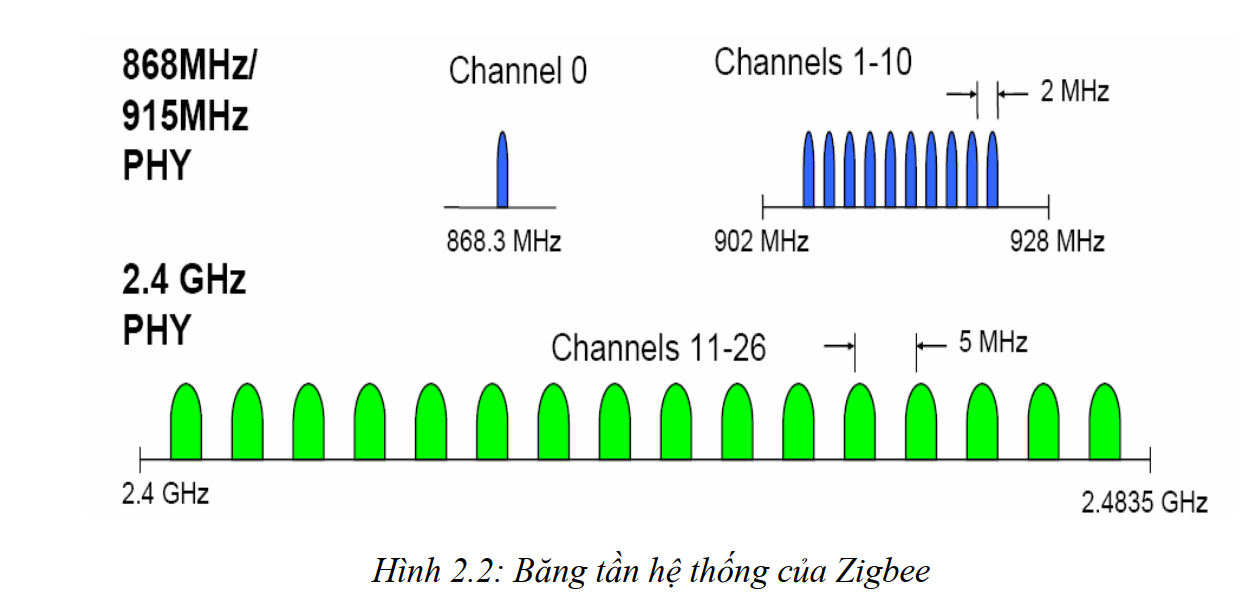 868MHz/
915MHz
PHY
Channel 0
Channels 1-10
2 MHz
868.3 MHz
902 MHz
928 MHz
2.4 GHz
PHY
Channels 11-26
5 MHz
2.4 GHz
2.4835 GHz
Hình 2.2: Băng tần hệ thống của Zigbee